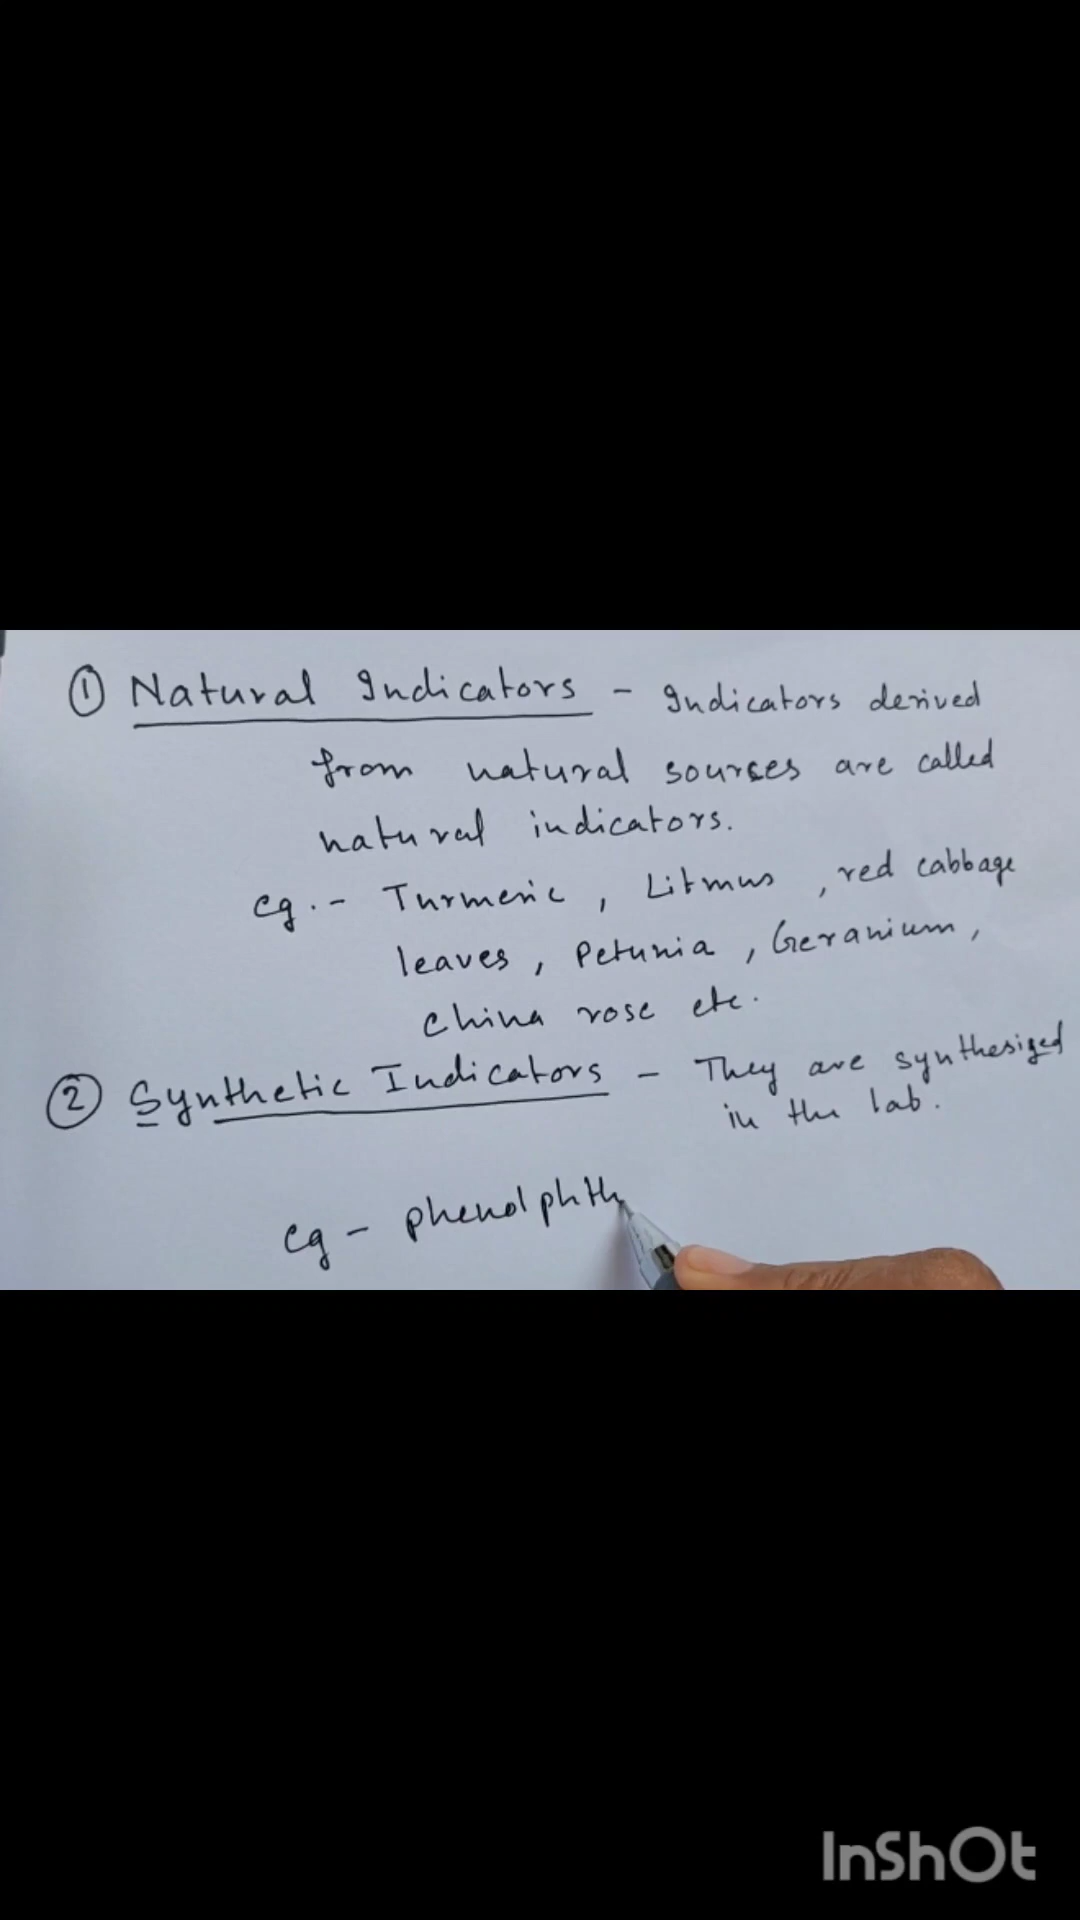 ① Natural Indicators - Indicators derived
from natural sources are called
natural indicators.
eg. - Turmeric, Litmus, red cabbage
leaves, Petunia, Geranium,
China rose etc.
② Synthetic Indicators - They are synthesized
in the lab.
eg - phenolphth
InShOt